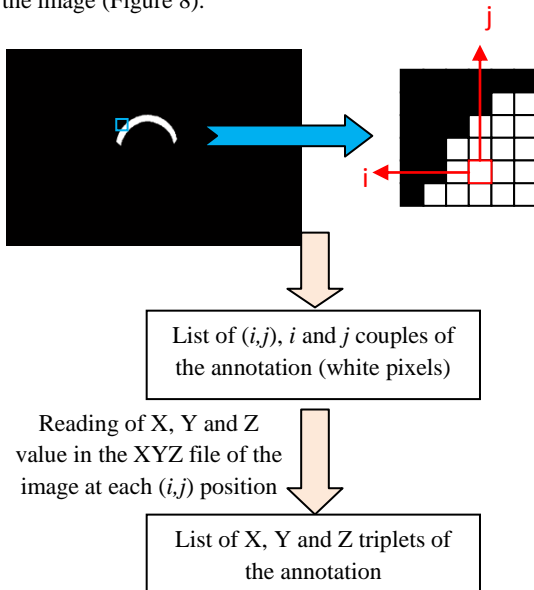 the image (Figure 8).
j
i
List of (i,j), i and j couples of
the annotation (white pixels)
Reading of X, Y and Z
value in the XYZ file of the
image at each (i,j) position
List of X, Y and Z triplets of
the annotation